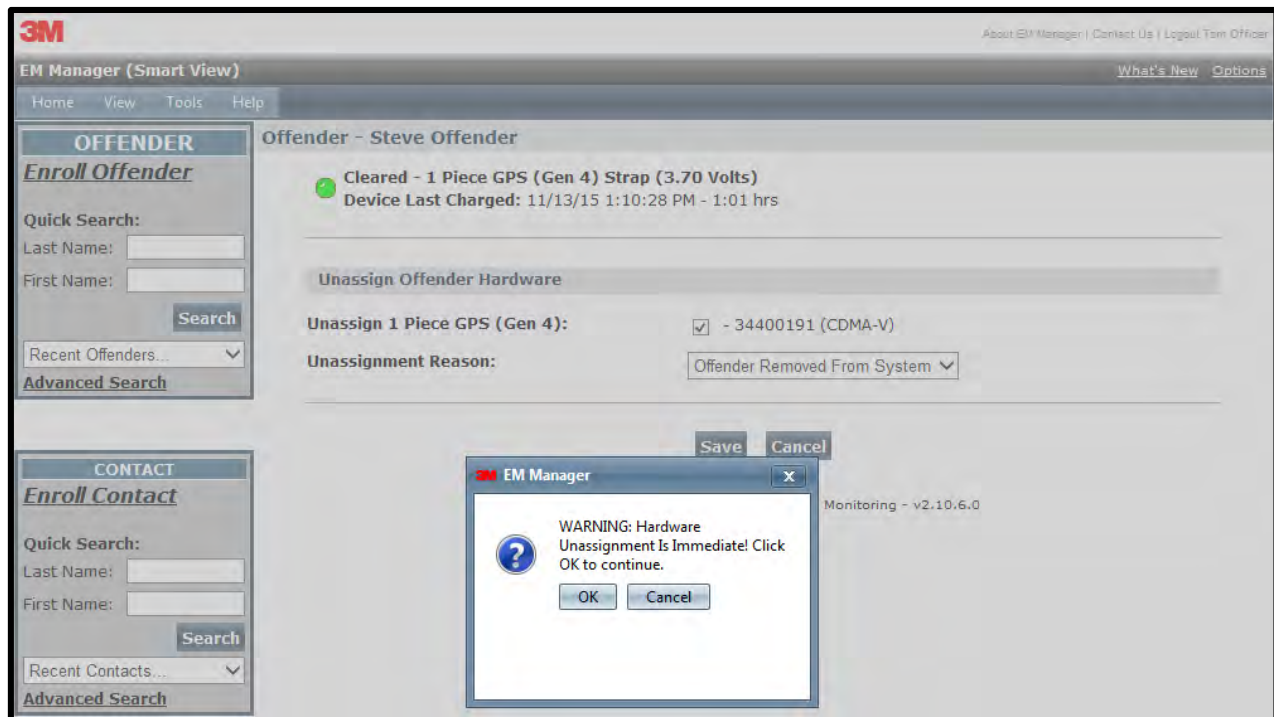 3M
About EM Manager | Contact Us | Logout Tom Officer
EM Manager (Smart View)
What's New Options
Home View Tools Help
OFFENDER
Enroll Offender
Quick Search:
Last Name:
First Name:
Search
Recent Offenders...
Advanced Search
CONTACT
Enroll Contact
Quick Search:
Last Name:
First Name:
Search
Recent Contacts...
Advanced Search
Offender - Steve Offender
Cleared - 1 Piece GPS (Gen 4) Strap (3.70 Volts)
Device Last Charged: 11/13/15 1:10:28 PM - 1:01 hrs
Unassign Offender Hardware
Unassign 1 Piece GPS (Gen 4): - 34400191 (CDMA-V)
Unassignment Reason: Offender Removed From System
Save Cancel
Monitoring - v2.10.6.0
3M EM Manager x
WARNING: Hardware
Unassignment Is Immediate! Click
OK to continue.
OK Cancel